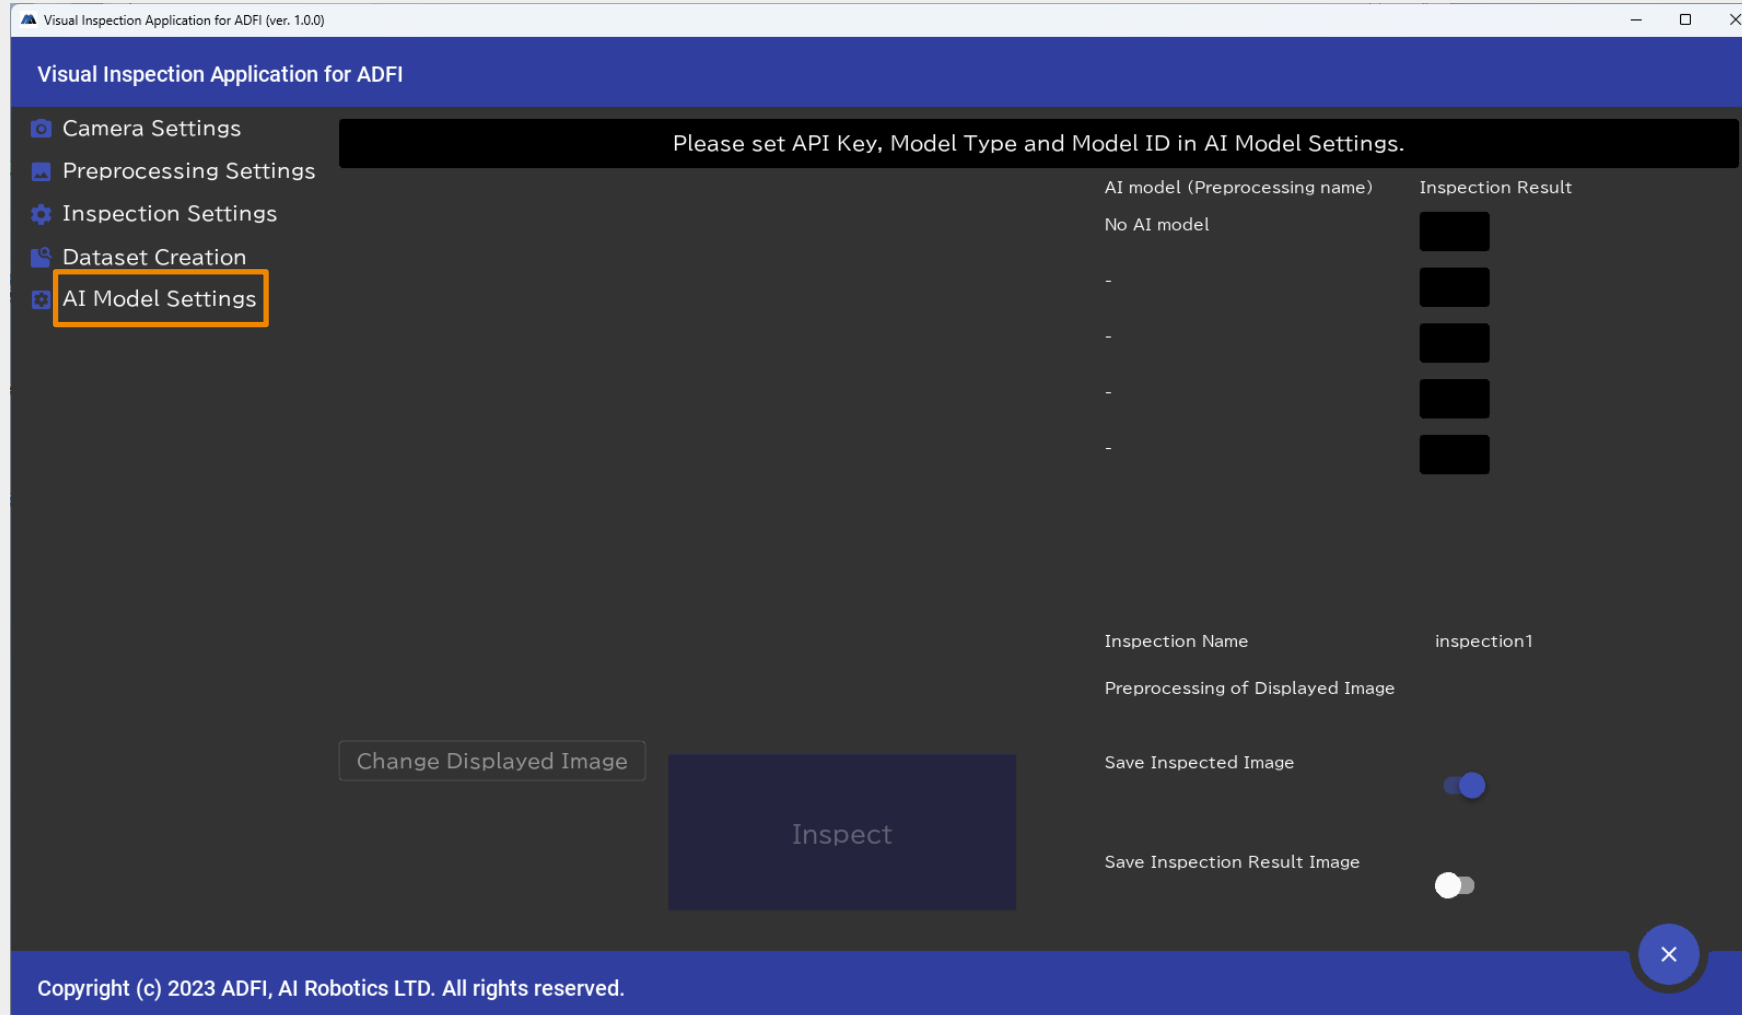 Visual Inspection Application for ADFI (ver. 1.0.0)
Visual Inspection Application for ADFI
Camera Settings
Preprocessing Settings
Inspection Settings
Dataset Creation
AI Model Settings
Please set API Key, Model Type and Model ID in AI Model Settings.
AI model (Preprocessing name) Inspection Result
No AI model
-
-
-
-
Inspection Name inspection1
Preprocessing of Displayed Image
Change Displayed Image
Inspect
Save Inspected Image
Save Inspection Result Image
Copyright (c) 2023 ADFI, AI Robotics LTD. All rights reserved.